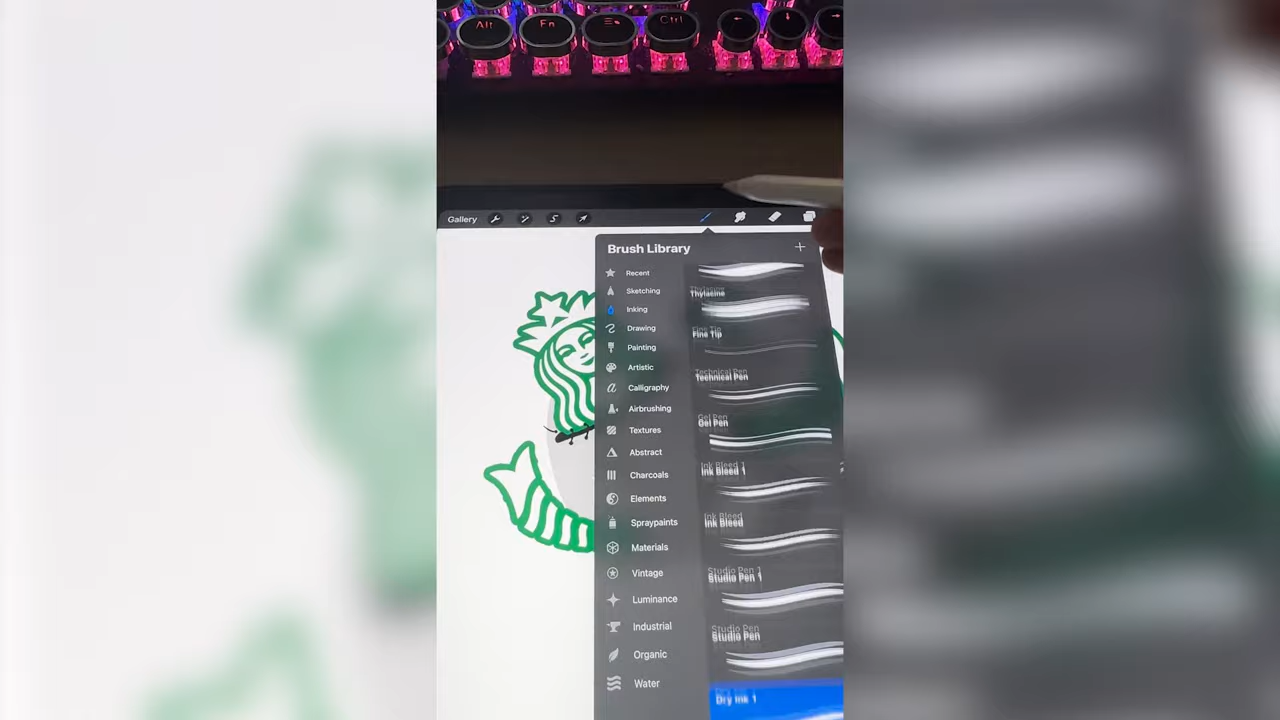 Alt
Fn
Ctrl
Gallery
Brush Library
Recent
Sketching
Inking
Drawing
Painting
Artistic
Calligraphy
Airbrushing
Textures
Abstract
Charcoals
Elements
Spraypaints
Materials
Vintage
Luminance
Industrial
Organic
Water
Thylacine
Fine Tip
Technical Pen
Gel Pen
Ink Bleed 1
Ink Bleed
Studio Pen 1
Studio Pen
Dry Ink 1